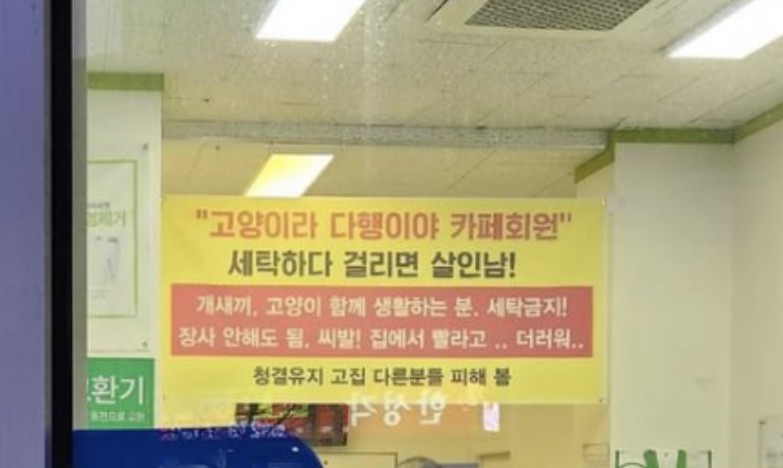 "고양이라 다행이야 카페회원"
세탁하다 걸리면 살인남!
개새끼, 고양이 함께 생활하는 분. 세탁금지!
장사 안해도 됨. 씨발! 집에서 빨라고 .. 더러워..
청결유지 고집 다른분들 피해 봄
환기
한성각